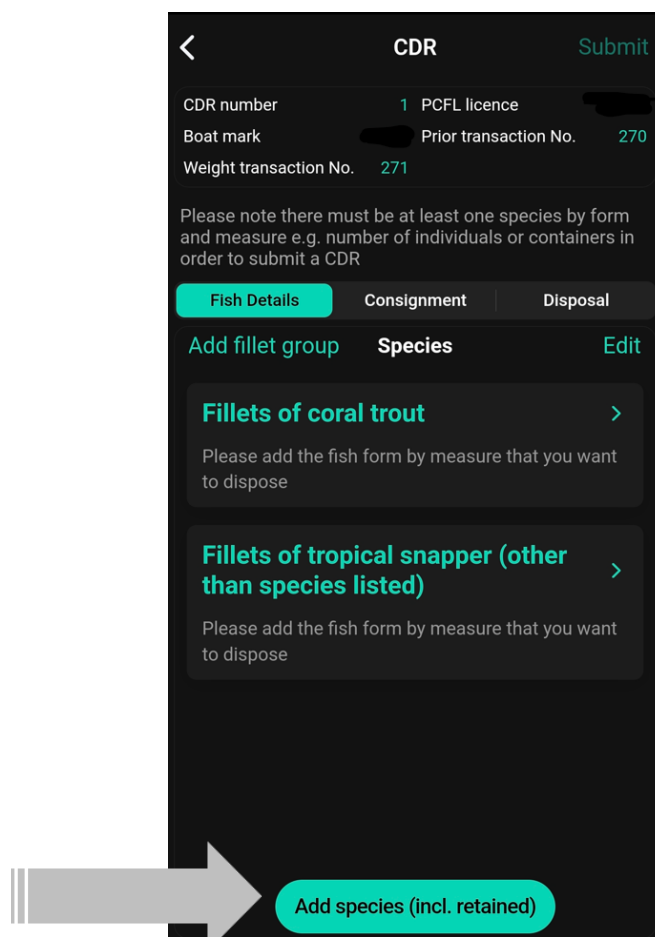 CDR Submit
CDR number 1 PCFL licence
Boat mark Prior transaction No. 270
Weight transaction No. 271
Please note there must be at least one species by form
and measure e.g. number of individuals or containers in
order to submit a CDR
Fish Details Consignment Disposal
Add fillet group Species Edit
Fillets of coral trout
Please add the fish form by measure that you want
to dispose
Fillets of tropical snapper (other
than species listed)
Please add the fish form by measure that you want
to dispose
Add species (incl. retained)